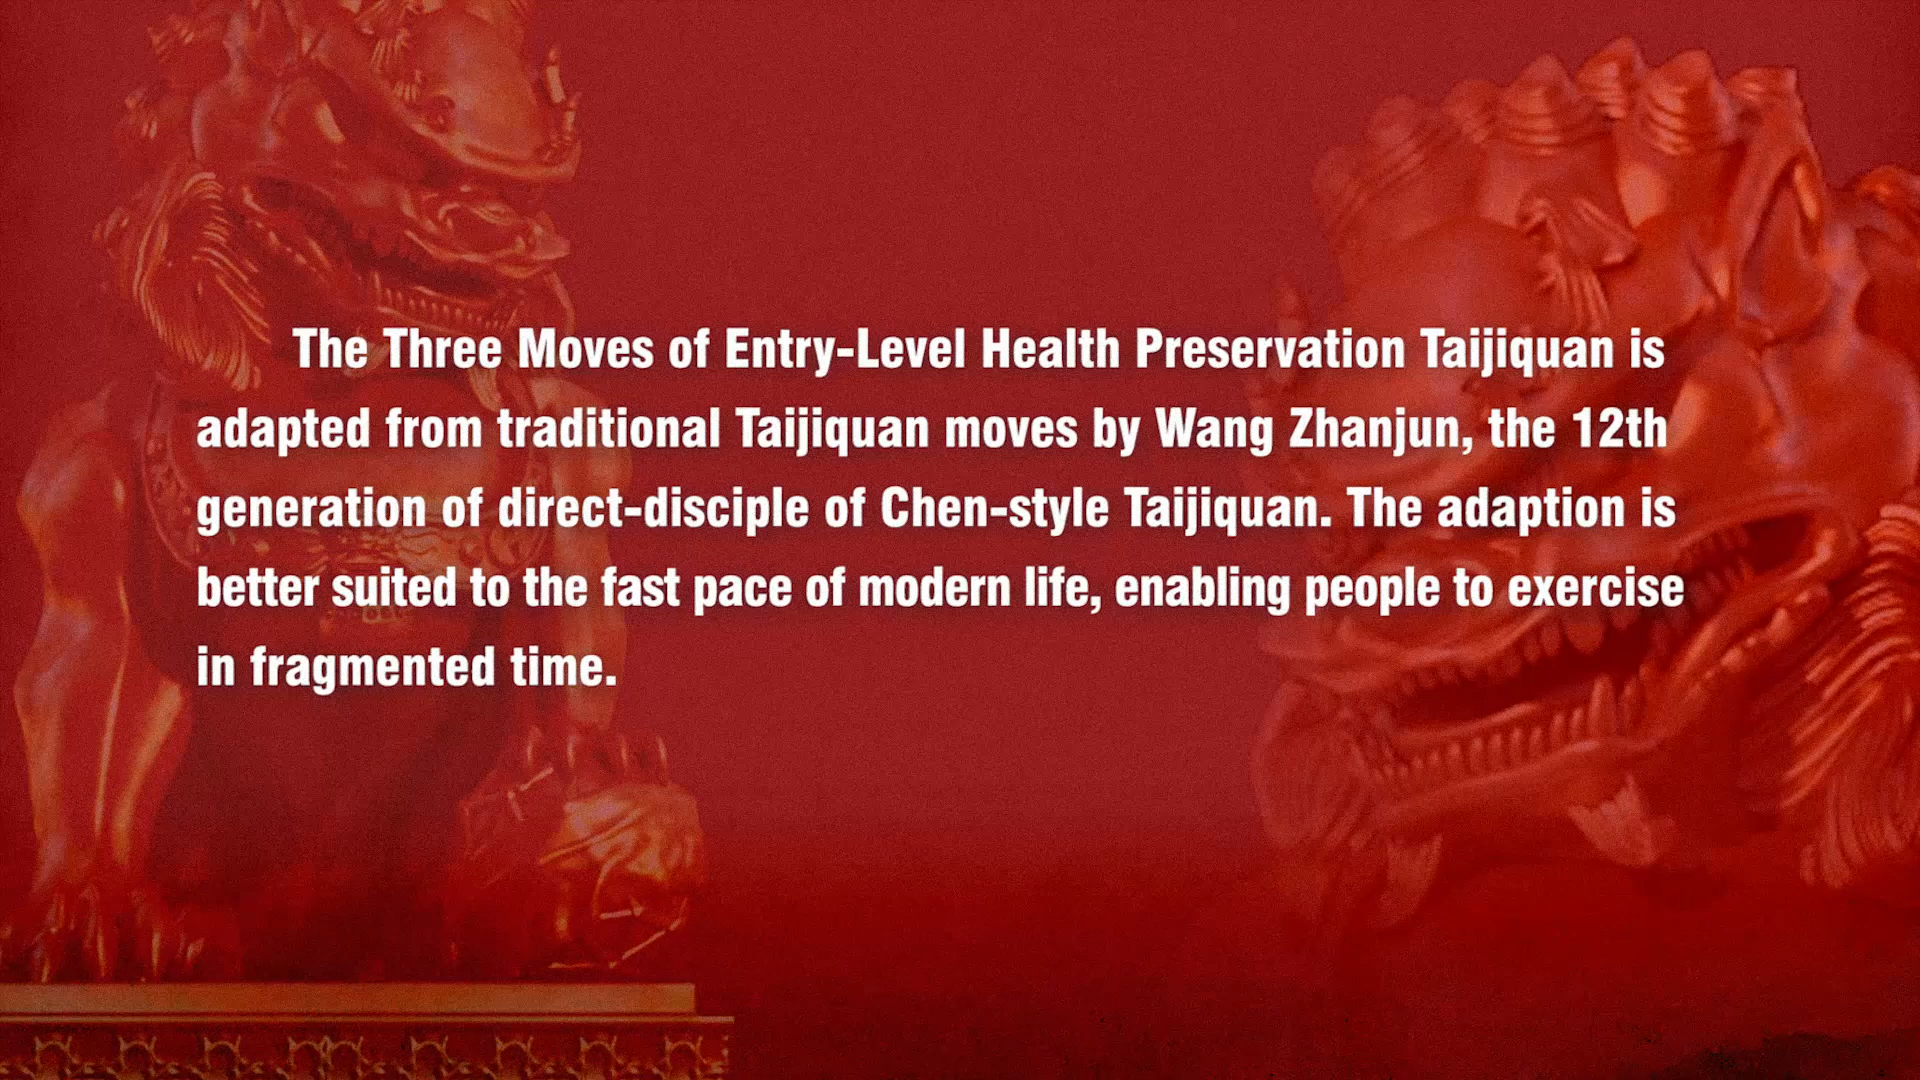 The Three Moves of Entry-Level Health Preservation Taijiquan is
adapted from traditional Taijiquan moves by Wang Zhanjun, the 12th
generation of direct-disciple of Chen-style Taijiquan. The adaption is
better suited to the fast pace of modern life, enabling people to exercise
in fragmented time.